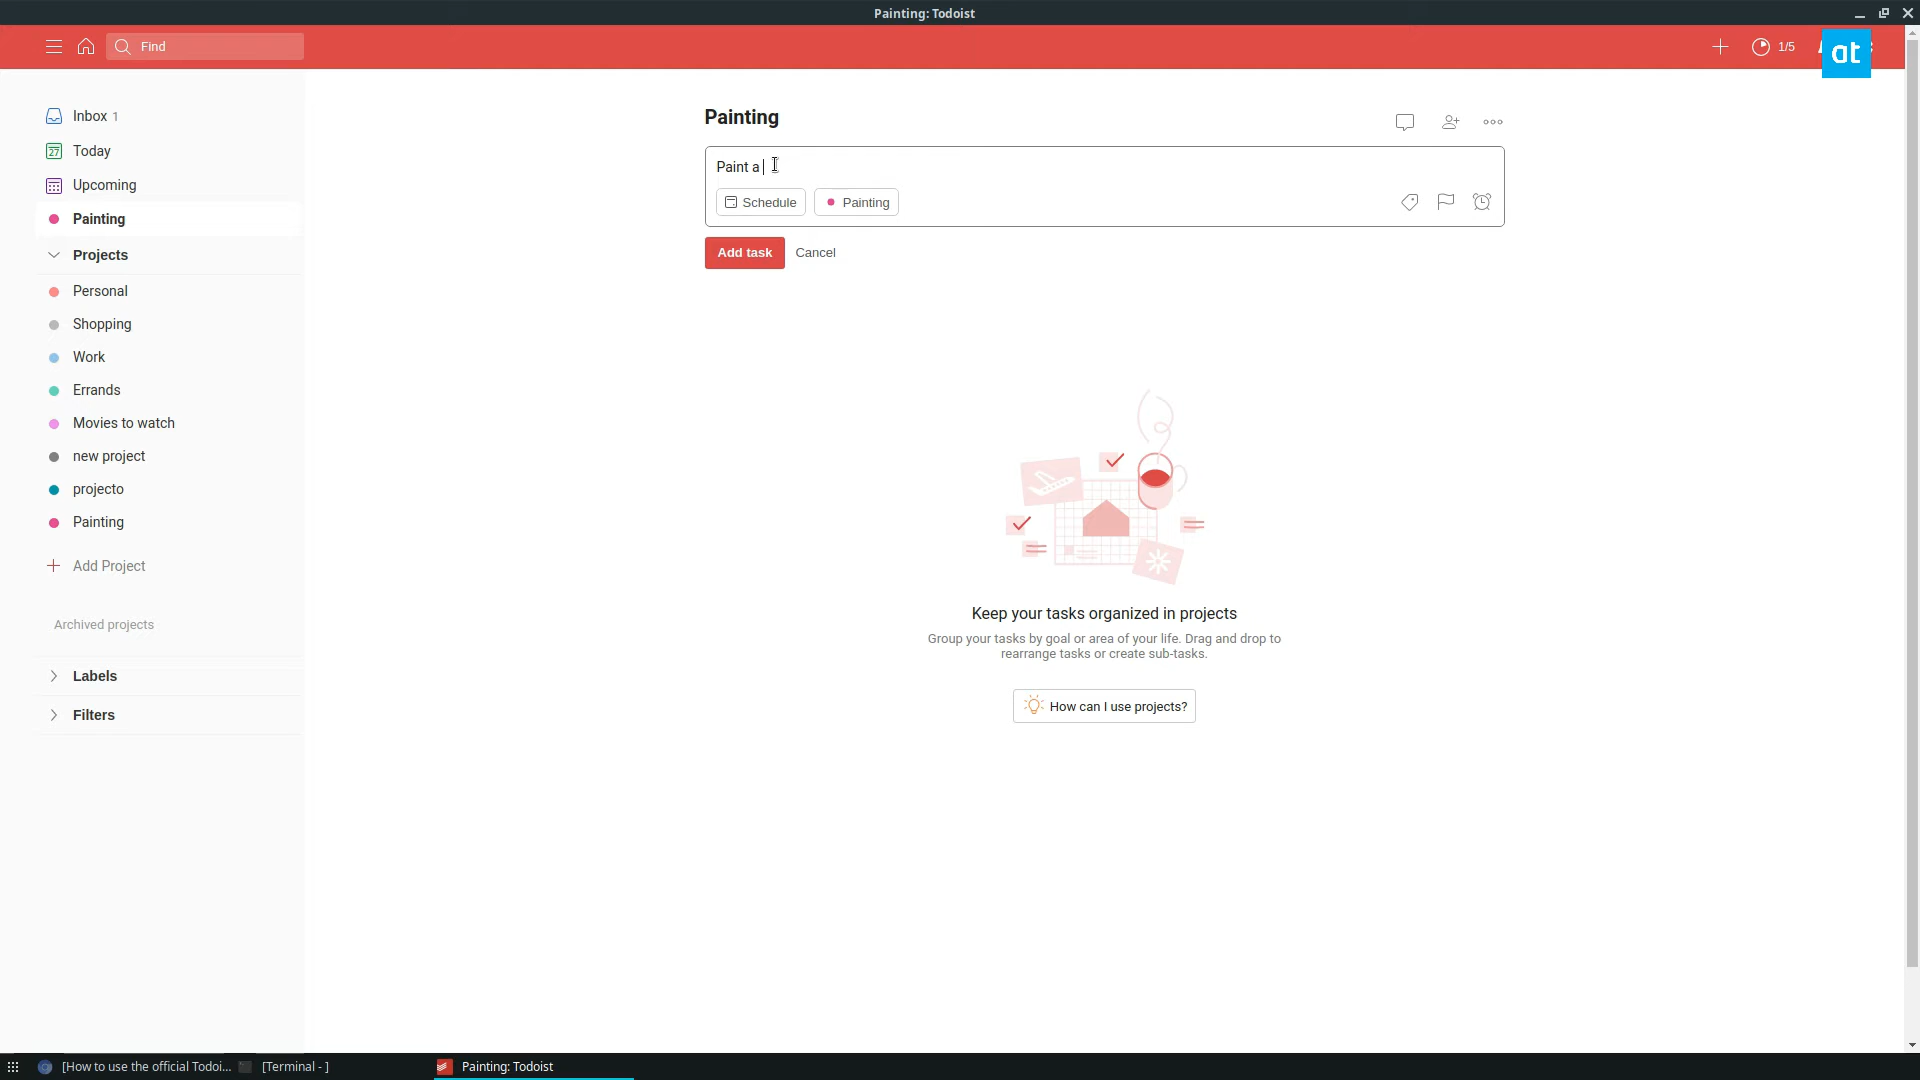 Painting: Todoist
Find
1/5
at
Inbox 1
27 Today
Upcoming
Painting
Projects
Personal
Shopping
Work
Errands
Movies to watch
new project
projecto
Painting
Add Project
Archived projects
Labels
Filters
Painting
Paint a
Schedule
Painting
Add task
Cancel
Keep your tasks organized in projects
Group your tasks by goal or area of your life. Drag and drop to
rearrange tasks or create sub-tasks.
How can I use projects?
[How to use the official Todoi...
[Terminal - ]
Painting: Todoist